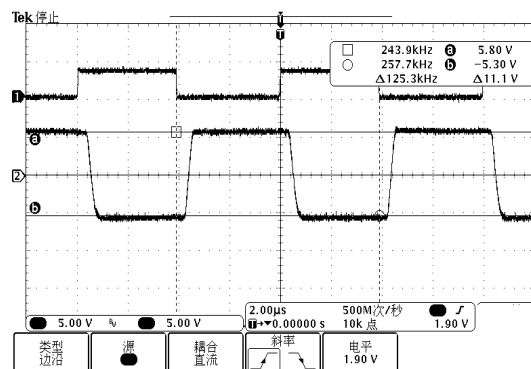 Tek 停止
T
T
243.9kHz a 5.80 V
257.7kHz b −5.30 V
Δ125.3kHz Δ11.1 V
1
a
2
b
5.00 V 5.00 V
2.00μs 500M次/秒
T→▼0.00000 s 10k 点 1.90 V
类型 源 耦合 斜率 电平
边沿 直流 1.90 V